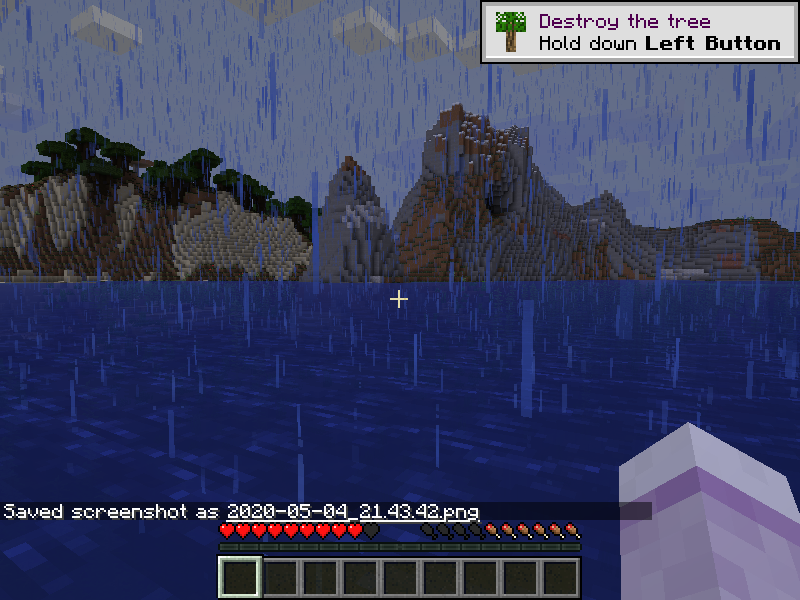 Destroy the tree
Hold down Left Button
Saved screenshot as 2020-05-04_21.43.42.png